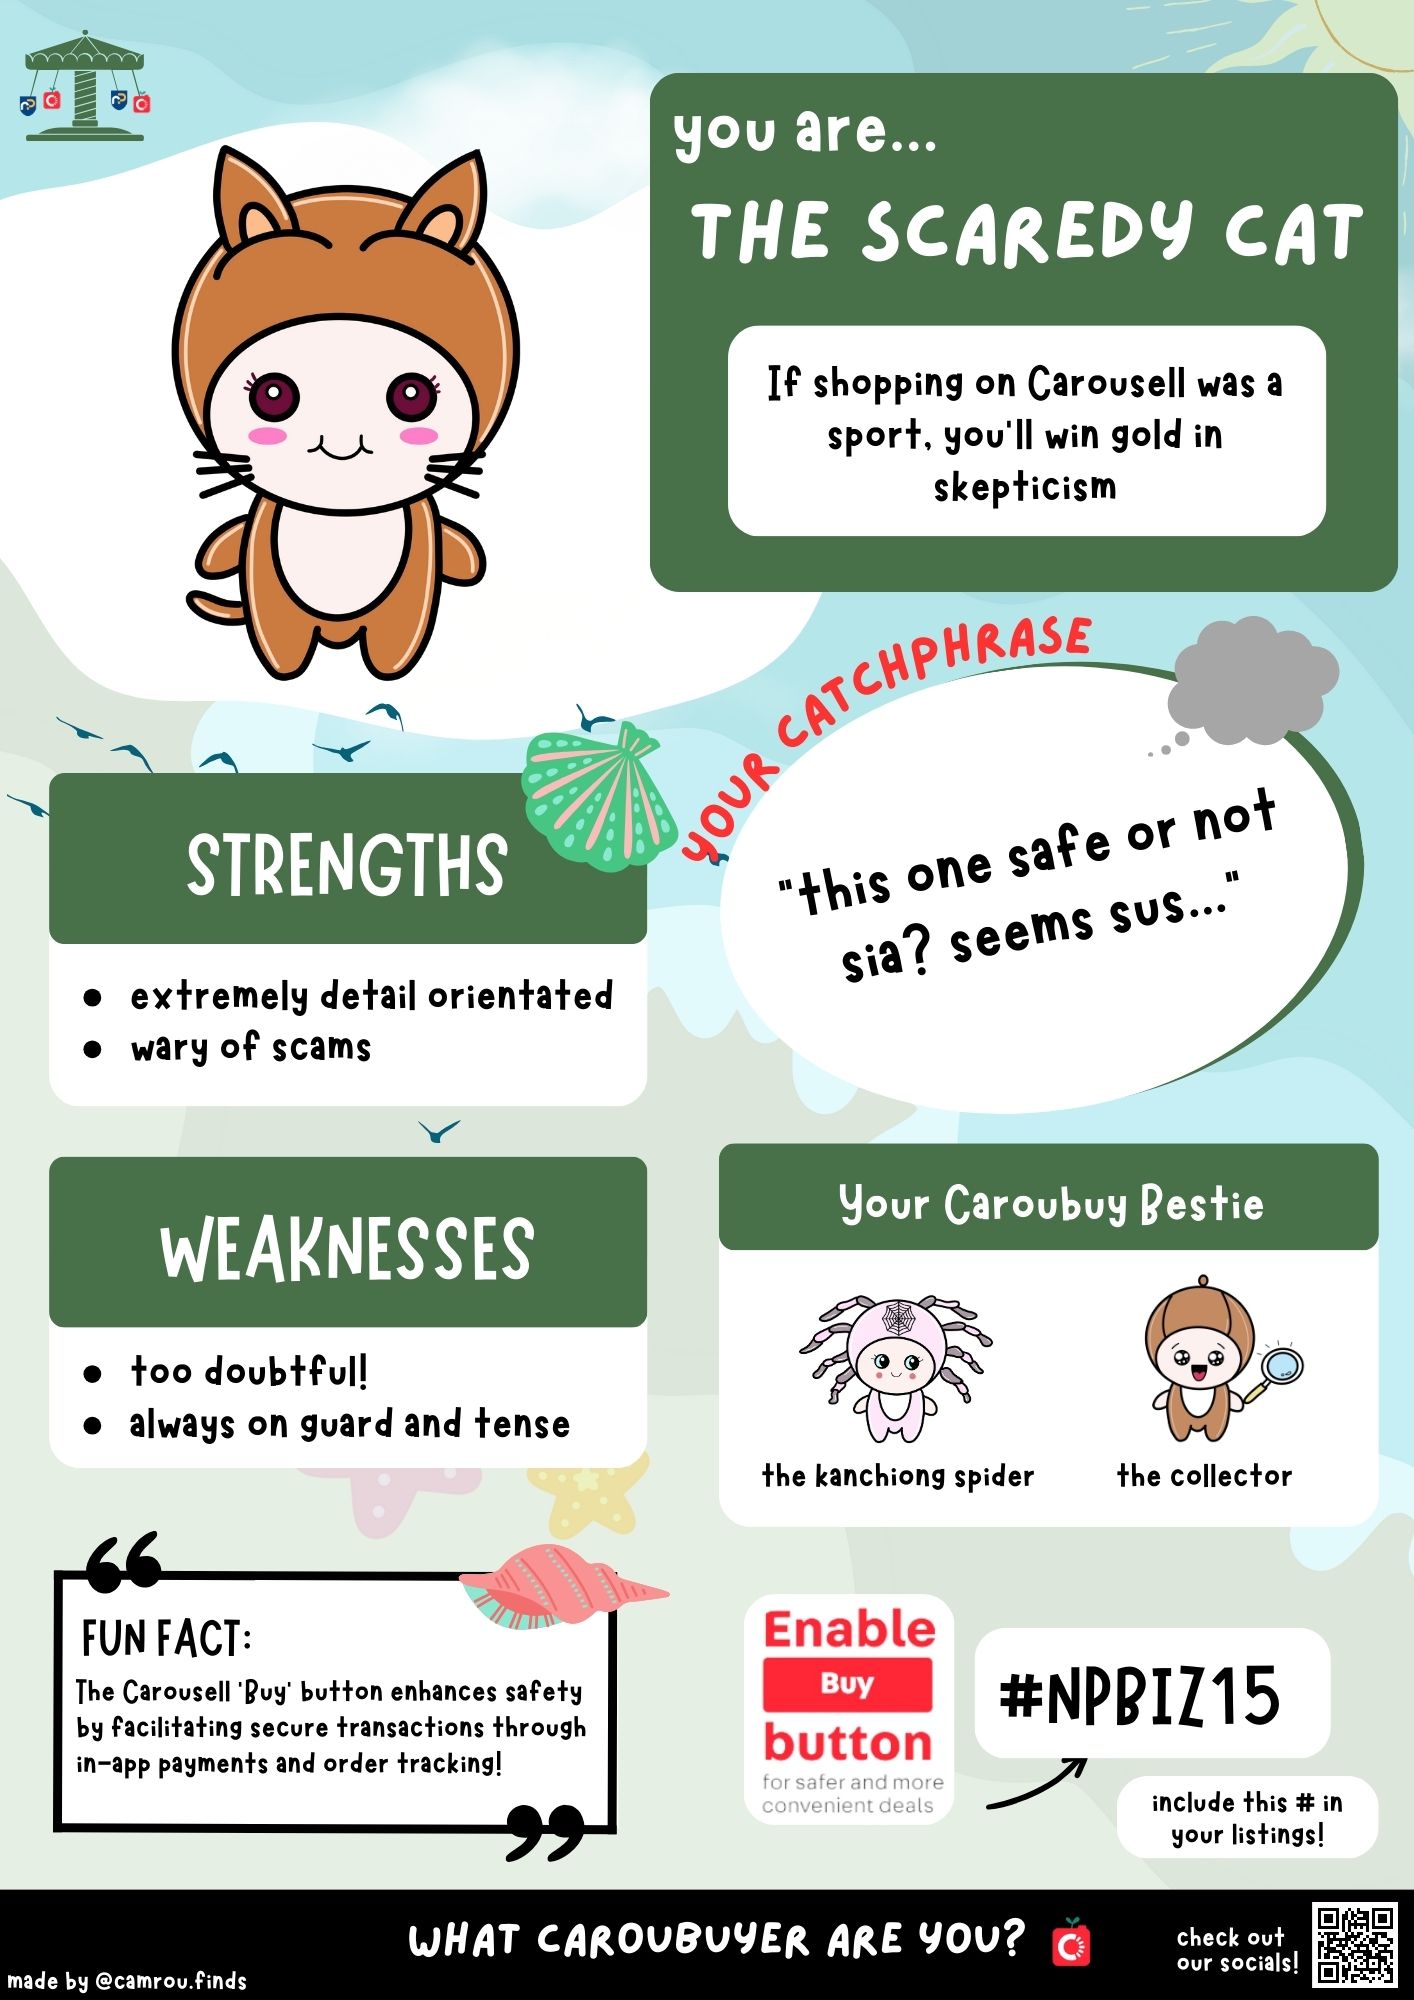 you are...
THE SCAREDY CAT
If shopping on Carousell was a
sport, you'll win gold in
skepticism
YOUR CATCHPHRASE
"this one safe or not
sia? seems sus..."
STRENGTHS
• extremely detail orientated
• wary of scams
WEAKNESSES
• too doubtful!
• always on guard and tense
Your Caroubuy Bestie
the kanchiong spider
the collector
FUN FACT:
The Carousell 'Buy' button enhances safety
by facilitating secure transactions through
in-app payments and order tracking!
Enable
Buy
button
for safer and more
convenient deals
#NPBIZ15
include this # in
your listings!
WHAT CAROUBUYER ARE YOU?
check out
our socials!
made by @camrou.finds